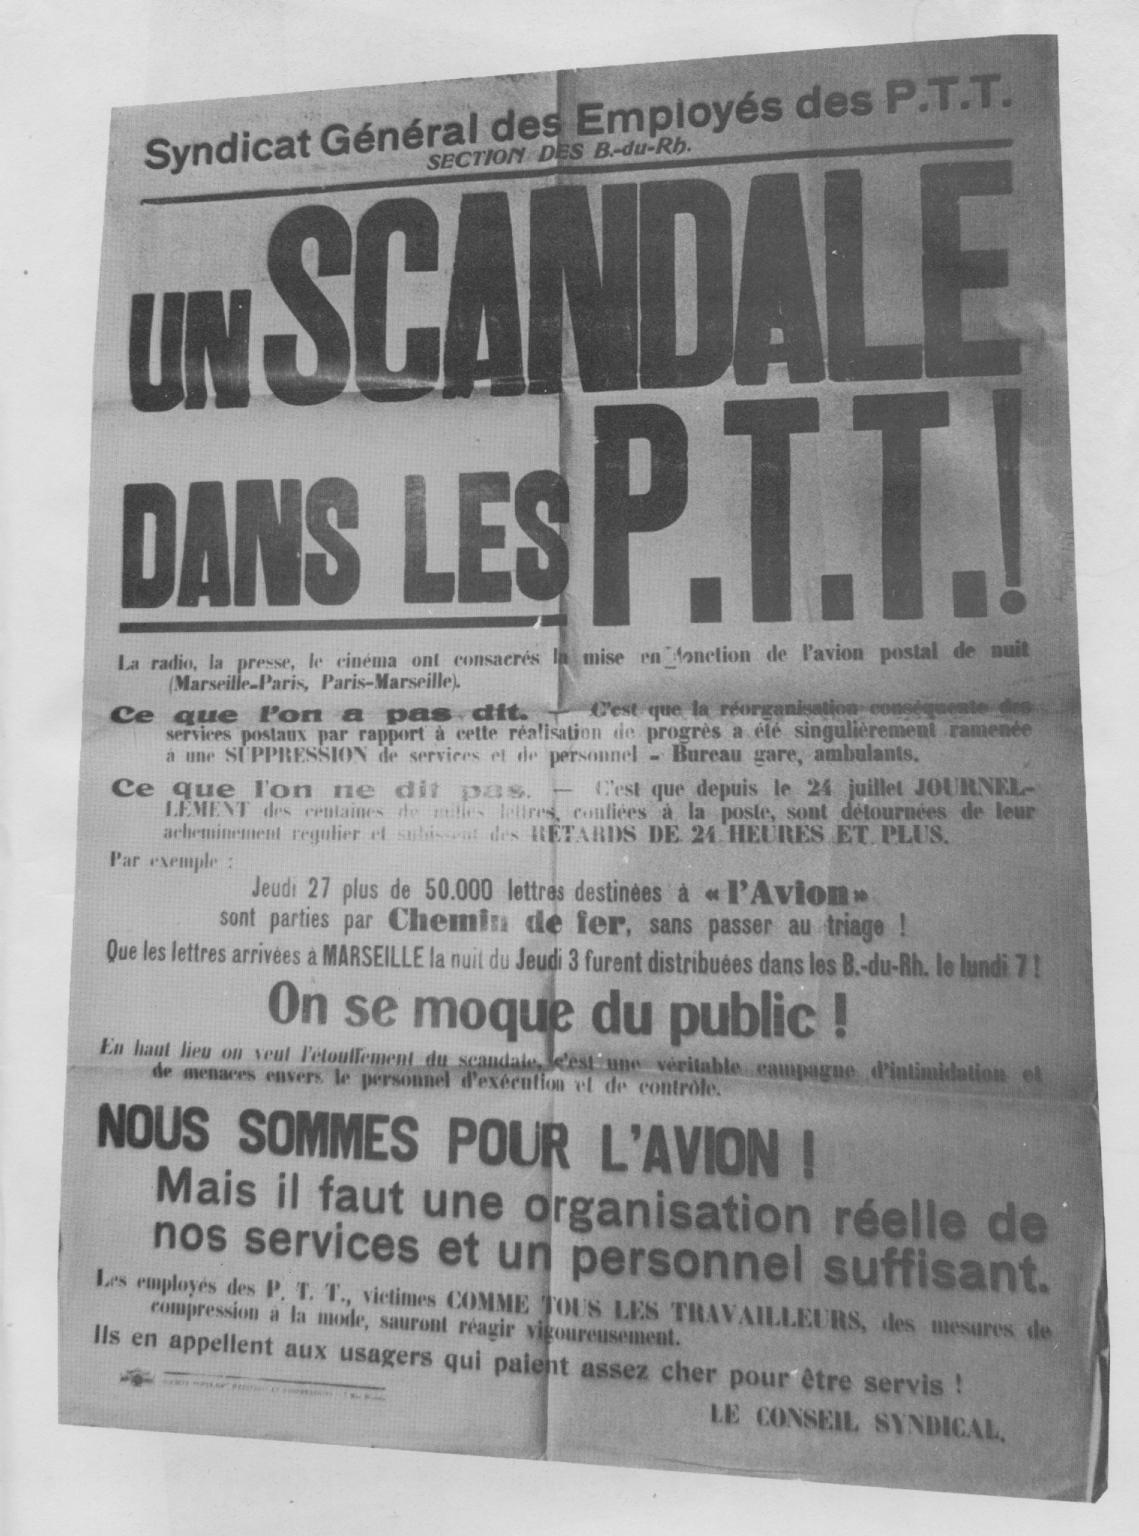 Syndicat Général des Employés des P.T.T.
SECTION DES B.-du-Rh.
UN SCANDALE
DANS LES P.T.T.!
La radio, la presse, le cinéma ont consacrés la mise en fonction de l'avion postal de nuit
(Marseille-Paris, Paris-Marseille).
Ce que l'on a pas dit. — C'est que la réorganisation conséquente des
services postaux par rapport à cette réalisation de progrès a été singulièrement ramenée
à une SUPPRESSION de services et de personnel - Bureau gare, ambulants.
Ce que l'on ne dit pas. — C'est que depuis le 24 juillet JOURNEL-
LEMENT des centaines de milles lettres, confiées à la poste, sont détournées de leur
acheminement régulier et subissent des RETARDS DE 24 HEURES ET PLUS.
Par exemple :
Jeudi 27 plus de 50.000 lettres destinées à « l'Avion»
sont parties par Chemin de fer, sans passer au triage !
Que les lettres arrivées à MARSEILLE la nuit du Jeudi 3 furent distribuées dans les B.-du-Rh. le lundi 7 !
On se moque du public !
En haut lieu on veut l'étouffement du scandale, c'est une véritable campagne d'intimidation et
de menaces envers le personnel d'exécution et de contrôle.
NOUS SOMMES POUR L'AVION !
Mais il faut une organisation réelle de
nos services et un personnel suffisant.
Les employés des P. T. T., victimes COMME TOUS LES TRAVAILLEURS, des mesures de
compression à la mode, sauront réagir vigoureusement.
Ils en appellent aux usagers qui paient assez cher pour être servis !
LE CONSEIL SYNDICAL.